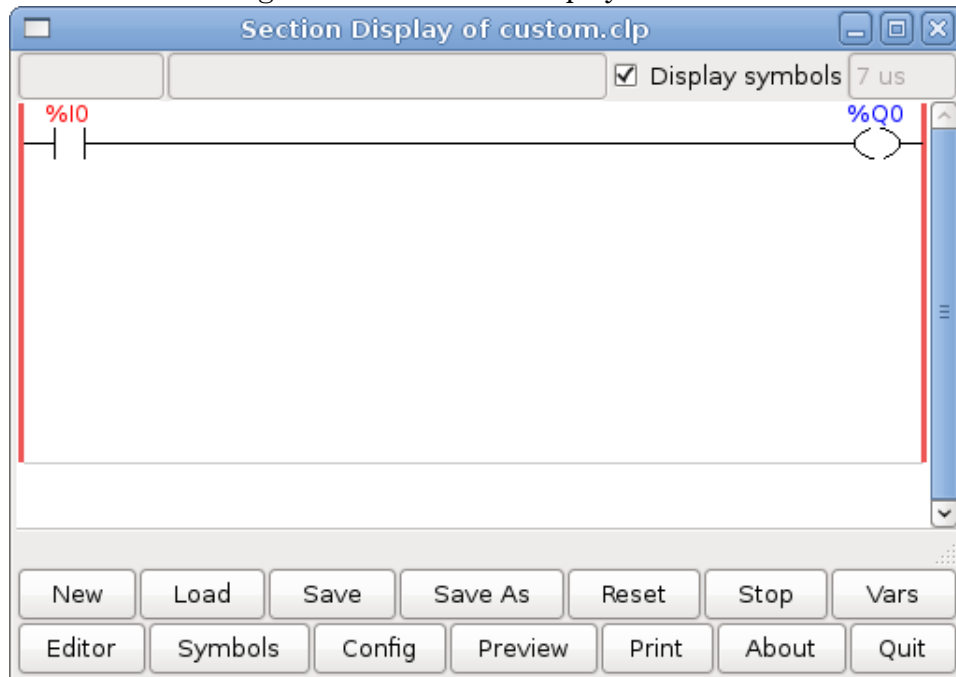 Section Display of custom.clp
Display symbols 7 us
%I0 %Q0
New Load Save Save As Reset Stop Vars
Editor Symbols Config Preview Print About Quit